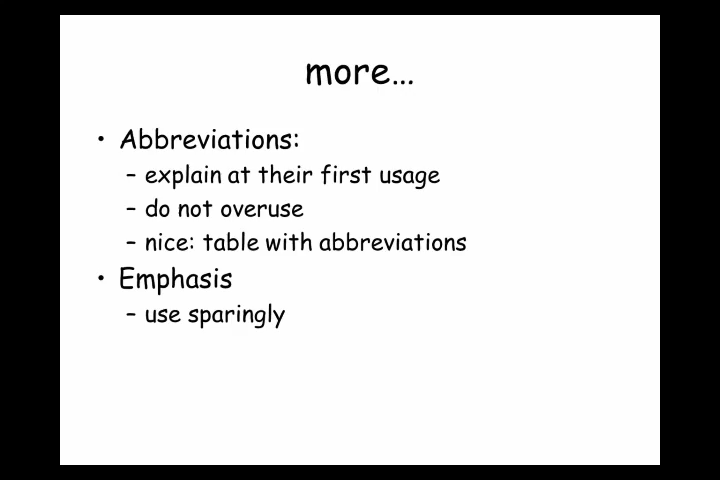 more...
• Abbreviations:
– explain at their first usage
– do not overuse
– nice: table with abbreviations
• Emphasis
– use sparingly